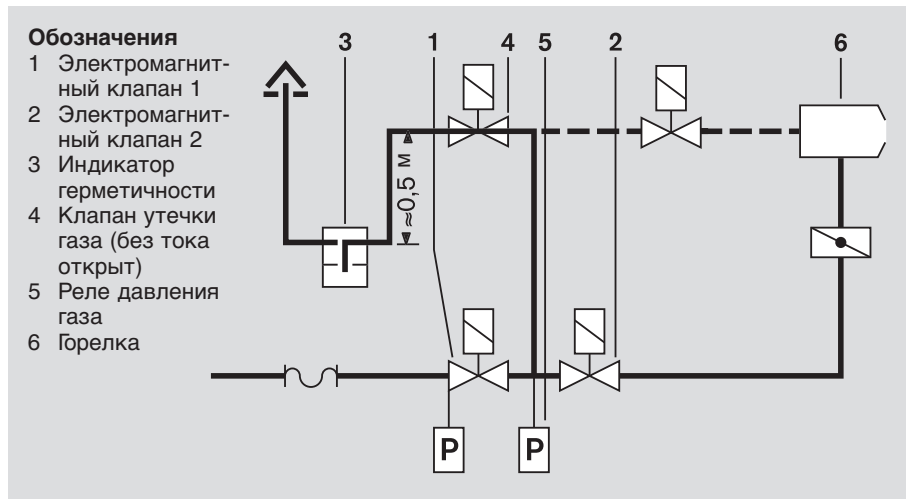 Обозначения
1 Электромагнит-
ный клапан 1
2 Электромагнит-
ный клапан 2
3 Индикатор
герметичности
4 Клапан утечки
газа (без тока
открыт)
5 Реле давления
газа
6 Горелка
3 1 4 5 2 6
≈0,5 м
P P